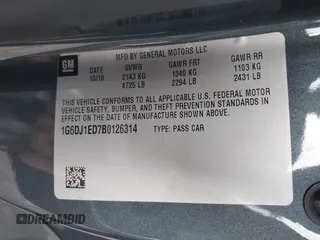 GM
MFD BY GENERAL MOTORS LLC
DATE GVWR GAWR FRT GAWR RR
10/10 2143 KG 1040 KG 1103 KG
4725 LB 2294 LB 2431 LB
THIS VEHICLE CONFORMS TO ALL APPLICABLE U.S. FEDERAL MOTOR VEHICLE SAFETY, BUMPER, AND THEFT PREVENTION STANDARDS IN
EFFECT ON THE DATE OF MANUFACTURE SHOWN ABOVE.
1G6DJ1ED7B0126314 TYPE: PASS CAR
© DREAMBID